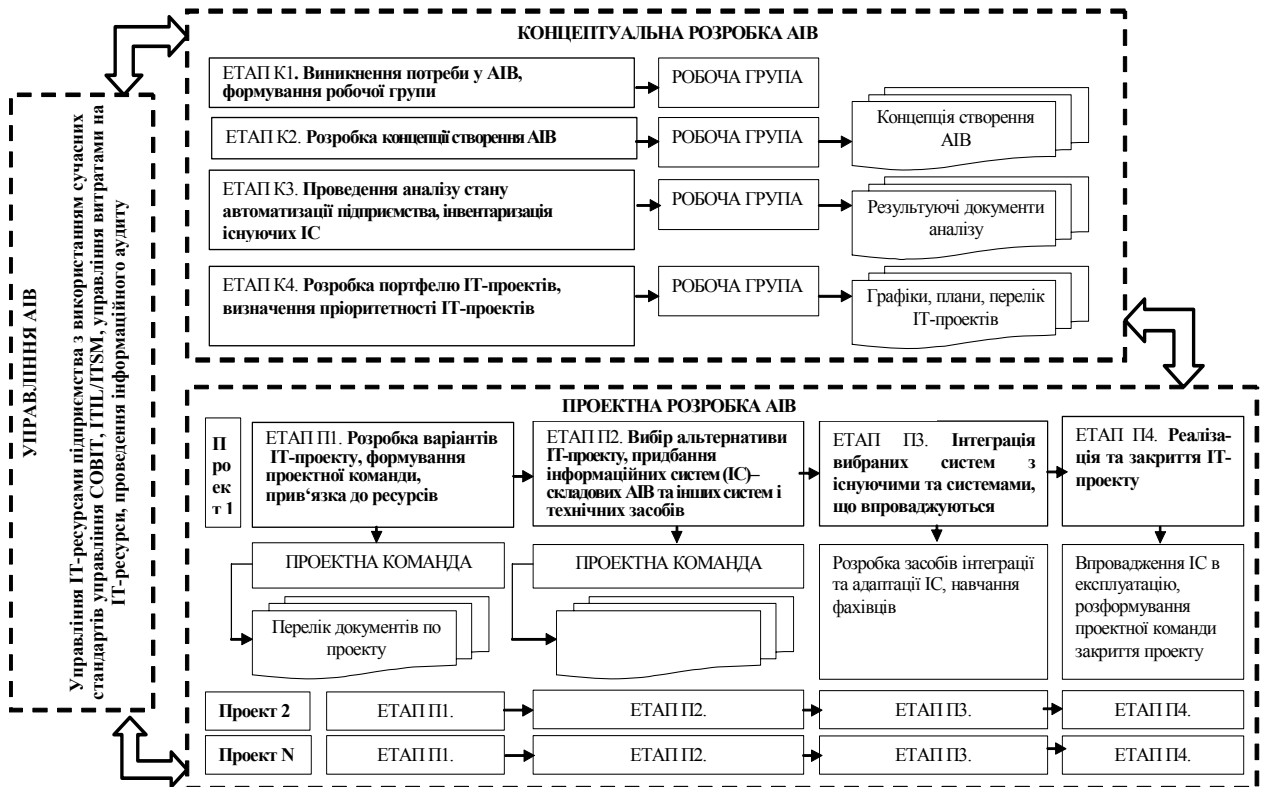 УПРАВЛІННЯ АІВ
Управління ІТ-ресурсами підприємства з використанням сучасних
стандартів управління COBIT, ITIL/ITSM, управління витратами на
ІТ-ресурси, проведення інформаційного аудиту
КОНЦЕПТУАЛЬНА РОЗРОБКА АІВ
ЕТАП К1. Виникнення потреби у АІВ,
формування робочої групи
РОБОЧА ГРУПА
ЕТАП К2. Розробка концепції створення АІВ
РОБОЧА ГРУПА
Концепція створення
АІВ
ЕТАП К3. Проведення аналізу стану
автоматизації підприємства, інвентаризація
існуючих ІС
РОБОЧА ГРУПА
Результуючі документи
аналізу
ЕТАП К4. Розробка портфелю ІТ-проектів,
визначення пріоритетності ІТ-проектів
РОБОЧА ГРУПА
Графіки, плани, перелік
ІТ-проектів
ПРОЕКТНА РОЗРОБКА АІВ
П
ро
ек
т 1
ЕТАП П1. Розробка варіантів
ІТ-проекту, формування
проектної команди,
прив‘язка до ресурсів
ЕТАП П2. Вибір альтернативи
ІТ-проекту, придбання
інформаційних систем (ІС)–
складових АІВ та інших систем і
технічних засобів
ЕТАП П3. Інтеграція
вибраних систем з
існуючими та системами,
що впроваджуються
ЕТАП П4. Реаліза-
ція та закриття ІТ-
проекту
ПРОЕКТНА КОМАНДА
Перелік документів по
проекту
ПРОЕКТНА КОМАНДА
Розробка засобів інтеграції
та адаптації ІС, навчання
фахівців
Впровадження ІС в
експлуатацію,
розформування
проектної команди
закриття проекту
Проект 2
ЕТАП П1.
ЕТАП П2.
ЕТАП П3.
ЕТАП П4.
Проект N
ЕТАП П1.
ЕТАП П2.
ЕТАП П3.
ЕТАП П4.